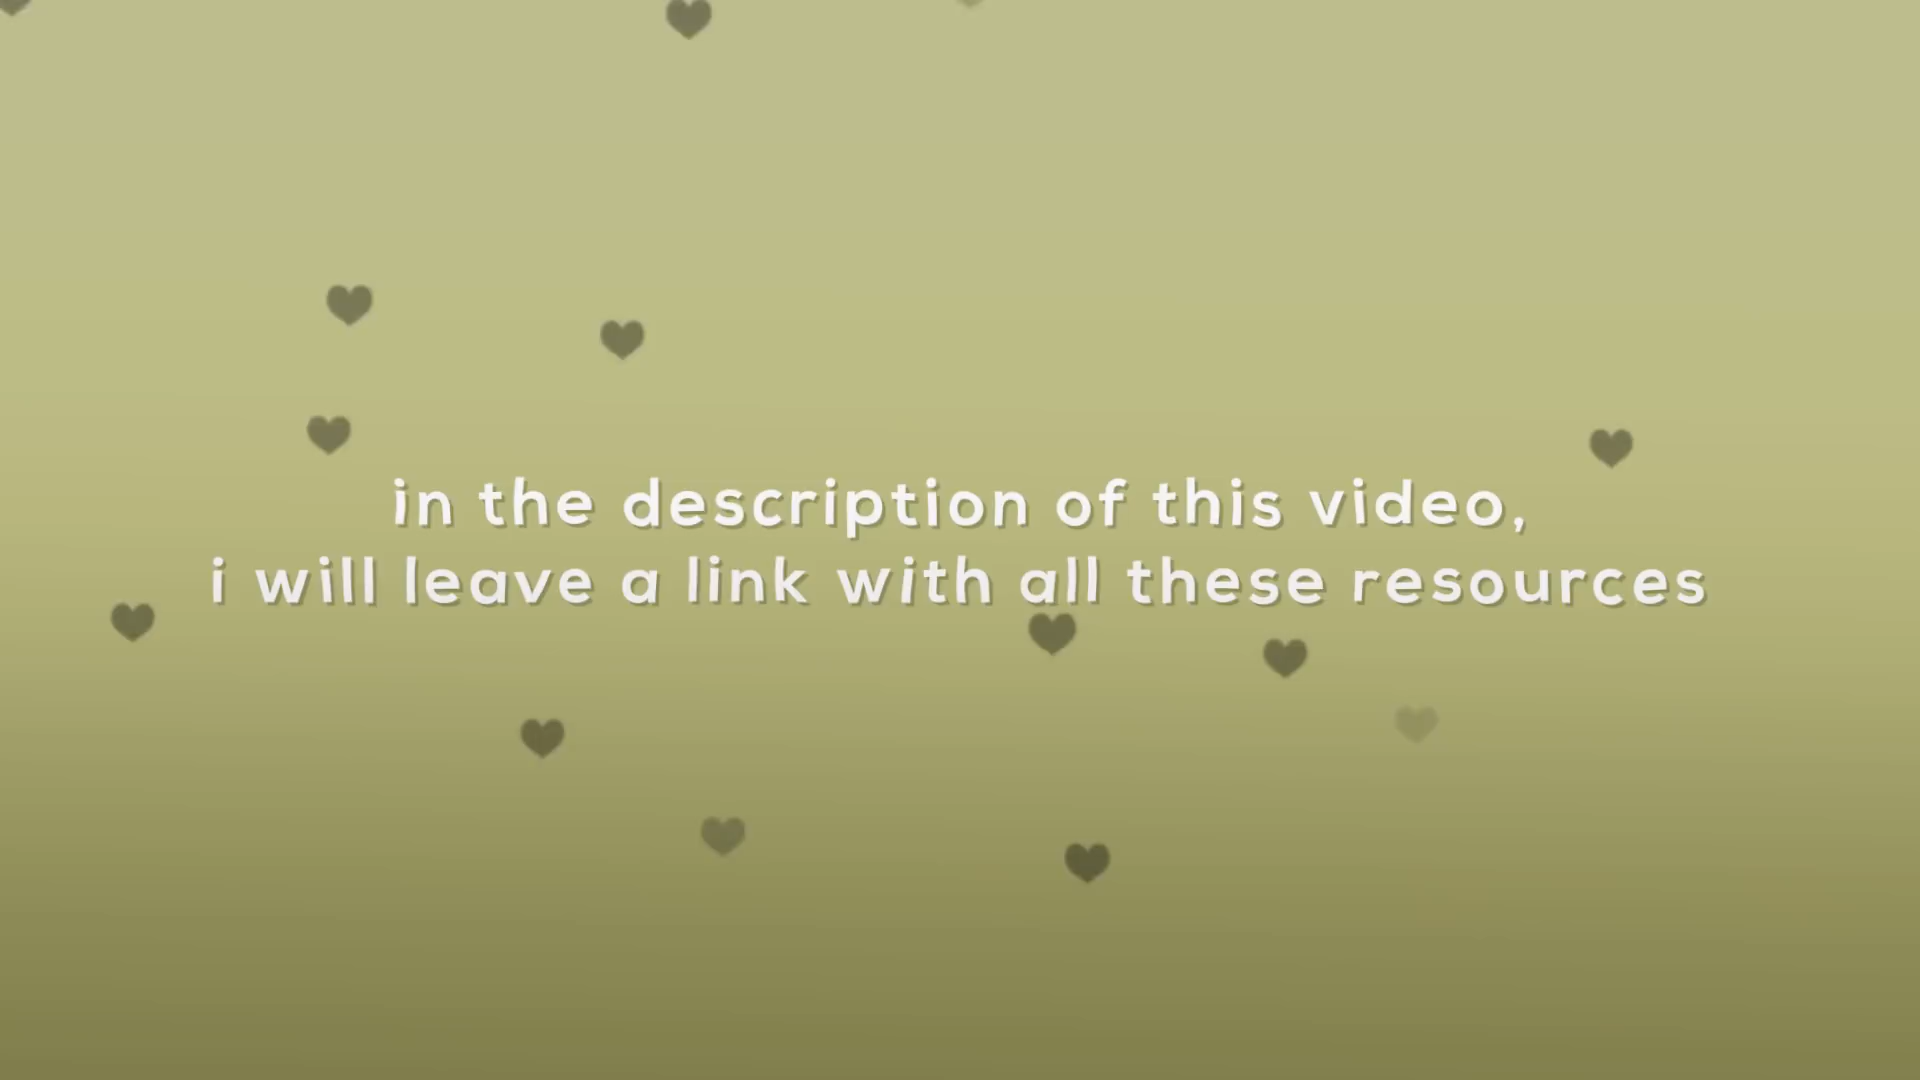 in the description of this video,
i will leave a link with all these resources